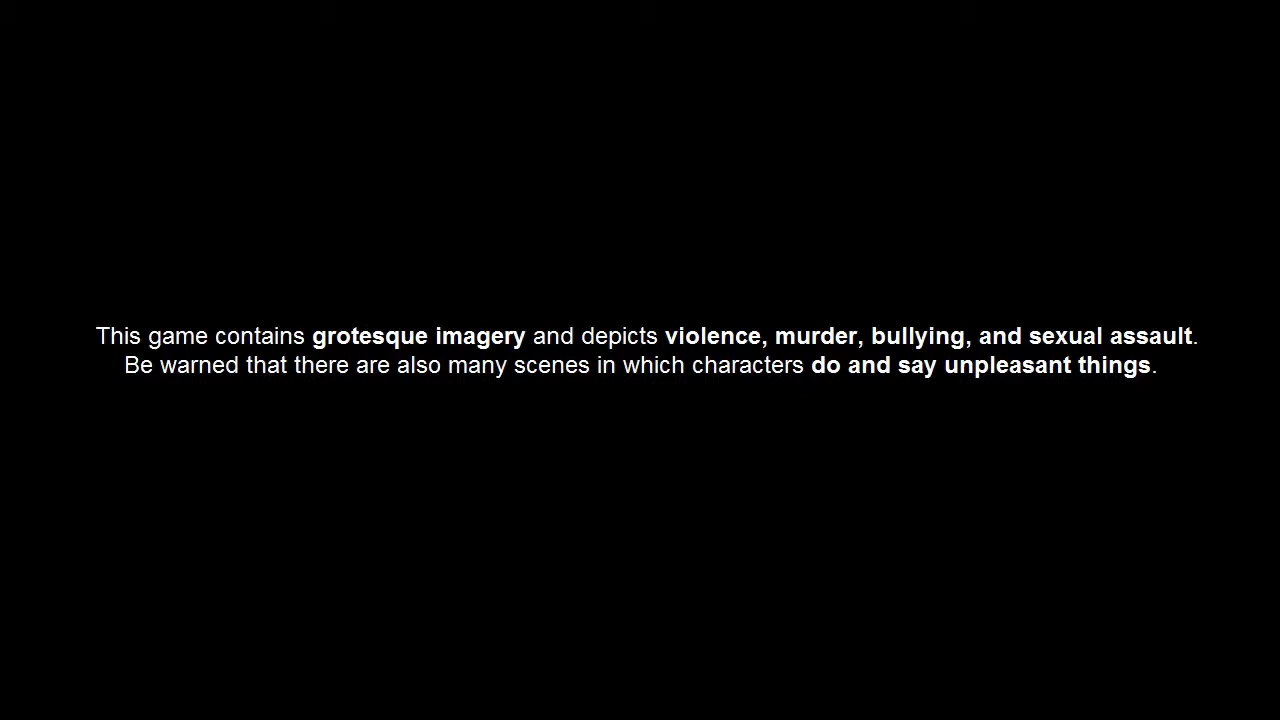 This game contains grotesque imagery and depicts violence, murder, bullying, and sexual assault.
Be warned that there are also many scenes in which characters do and say unpleasant things.